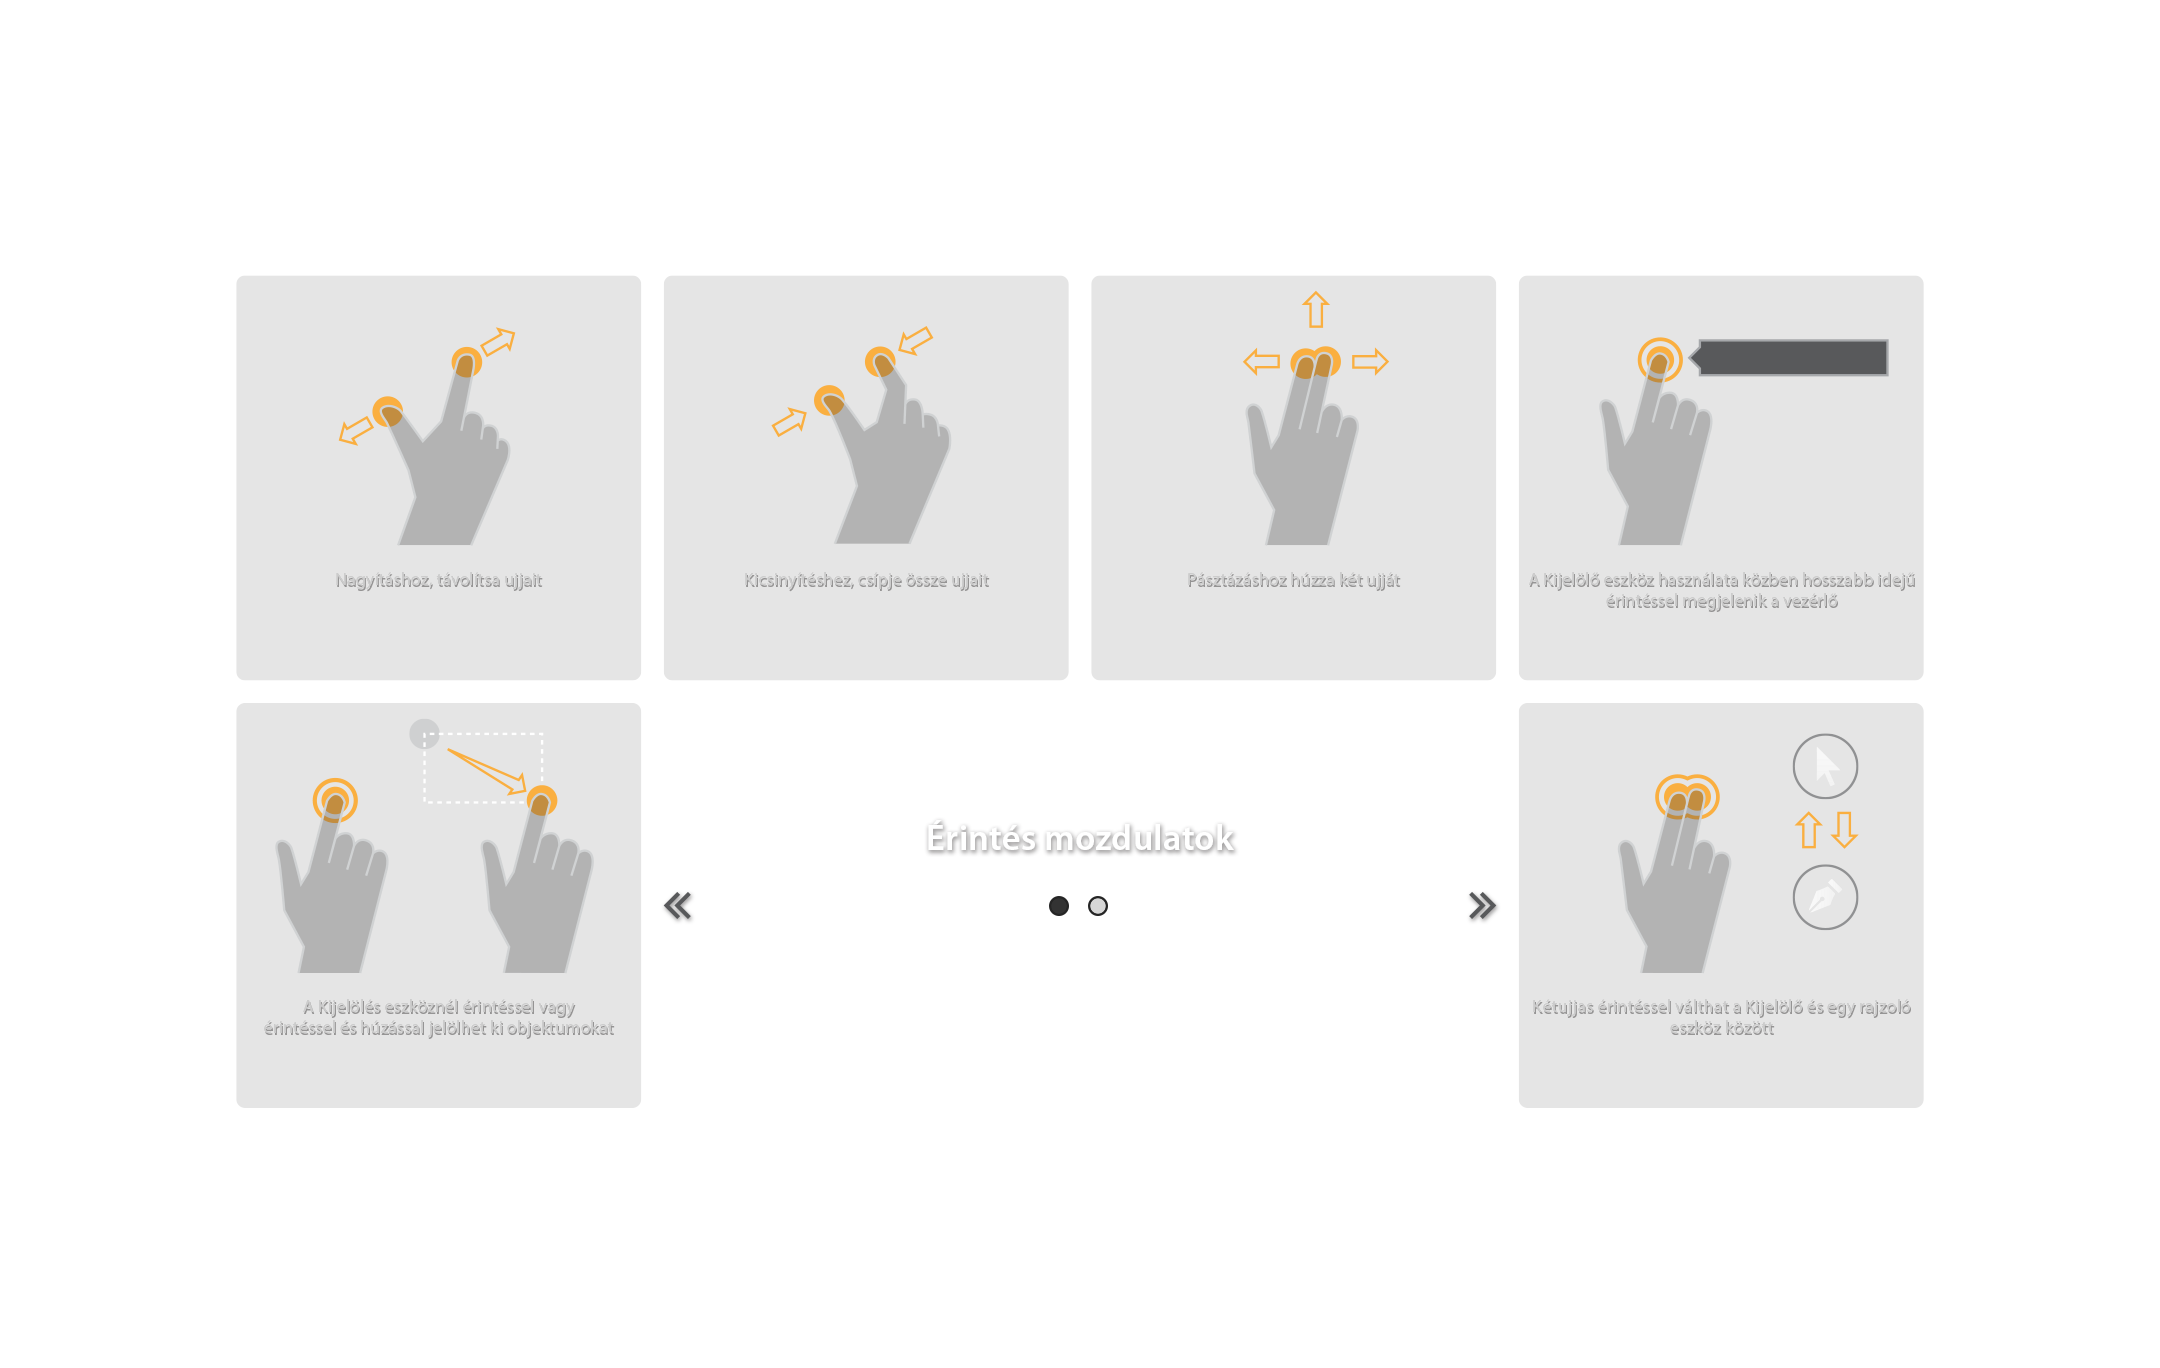 Nagyításhoz, távolítsa ujjait
Kicsinyítéshez, csípje össze ujjait
Pásztázáshoz húzza két ujját
A Kijelölő eszköz használata közben hosszabb idejű
érintéssel megjelenik a vezérlő
A Kijelölés eszköznél érintéssel vagy
érintéssel és húzással jelölhet ki objektumokat
Érintés mozdulatok
Kétujjas érintéssel válthat a Kijelölő és egy rajzoló
eszköz között